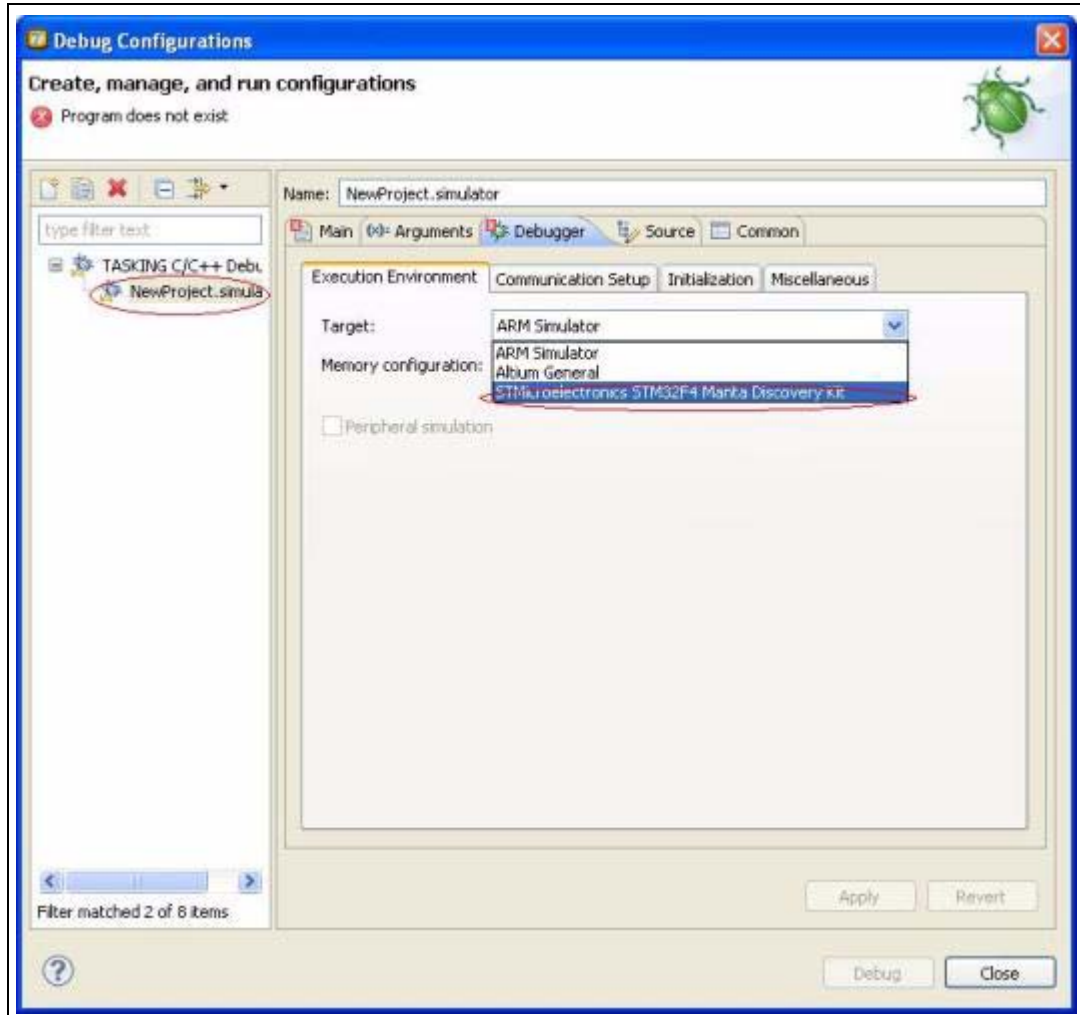 Debug Configurations
Create, manage, and run configurations
Program does not exist
type filter text
TASKING C/C++ Debu
NewProject.simula
Filter matched 2 of 8 items
Name: NewProject.simulator
Main (x)= Arguments Debugger Source Common
Execution Environment Communication Setup Initialization Miscellaneous
Target: ARM Simulator
ARM Simulator
Altium General
STMicroelectronics STM32F4 Manta Discovery Kit
Memory configuration:
Peripheral simulation
Apply Revert
? Debug Close